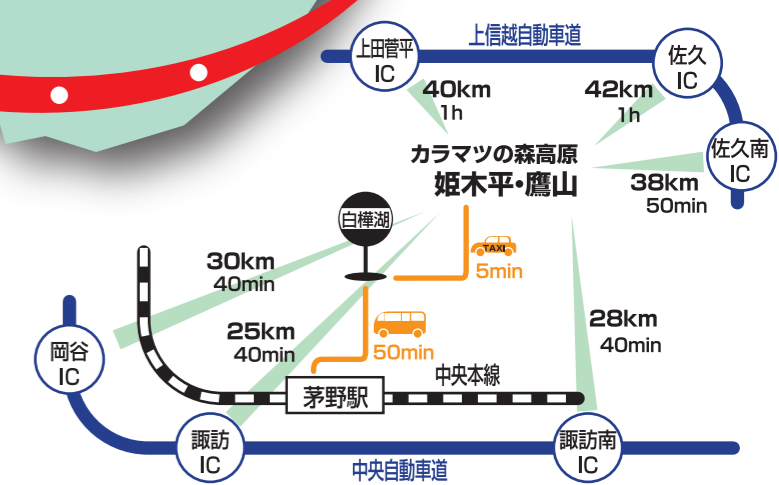 上信越自動車道
上田菅平
IC
佐久
IC
40km
1h
42km
1h
カラマツの森高原
姫木平・鷹山
佐久南
IC
38km
50min
白樺湖
TAXI
5min
30km
40min
25km
40min
50min
28km
40min
岡谷
IC
茅野駅
中央本線
諏訪
IC
中央自動車道
諏訪南
IC